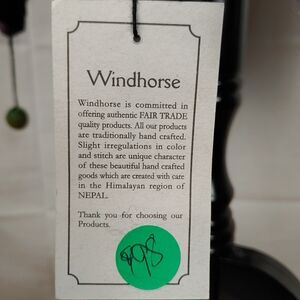 Windhorse
Windhorse is committed in
offering authentic FAIR TRADE
quality products. All our products
are traditionally hand crafted.
Slight irregulations in color
and stitch are unique character
of these beautiful hand crafted
goods which are created with care
in the Himalayan region of
NEPAL.
Thank you for choosing our
Products.
$98